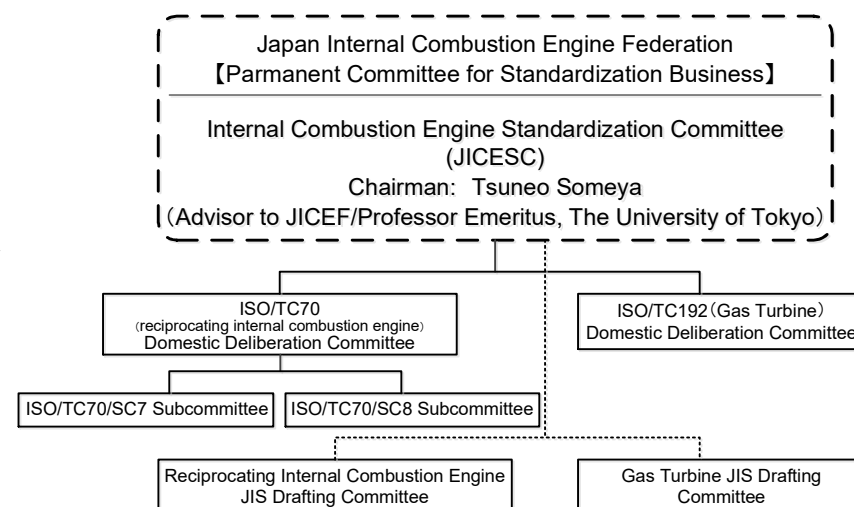 Japan Internal Combustion Engine Federation
【Parmanent Committee for Standardization Business】
Internal Combustion Engine Standardization Committee
(JICESC)
Chairman: Tsuneo Someya
(Advisor to JICEF/Professor Emeritus, The University of Tokyo)
ISO/TC70
(reciprocating internal combustion engine)
Domestic Deliberation Committee
ISO/TC192(Gas Turbine)
Domestic Deliberation Committee
ISO/TC70/SC7 Subcommittee
ISO/TC70/SC8 Subcommittee
Reciprocating Internal Combustion Engine
JIS Drafting Committee
Gas Turbine JIS Drafting
Committee